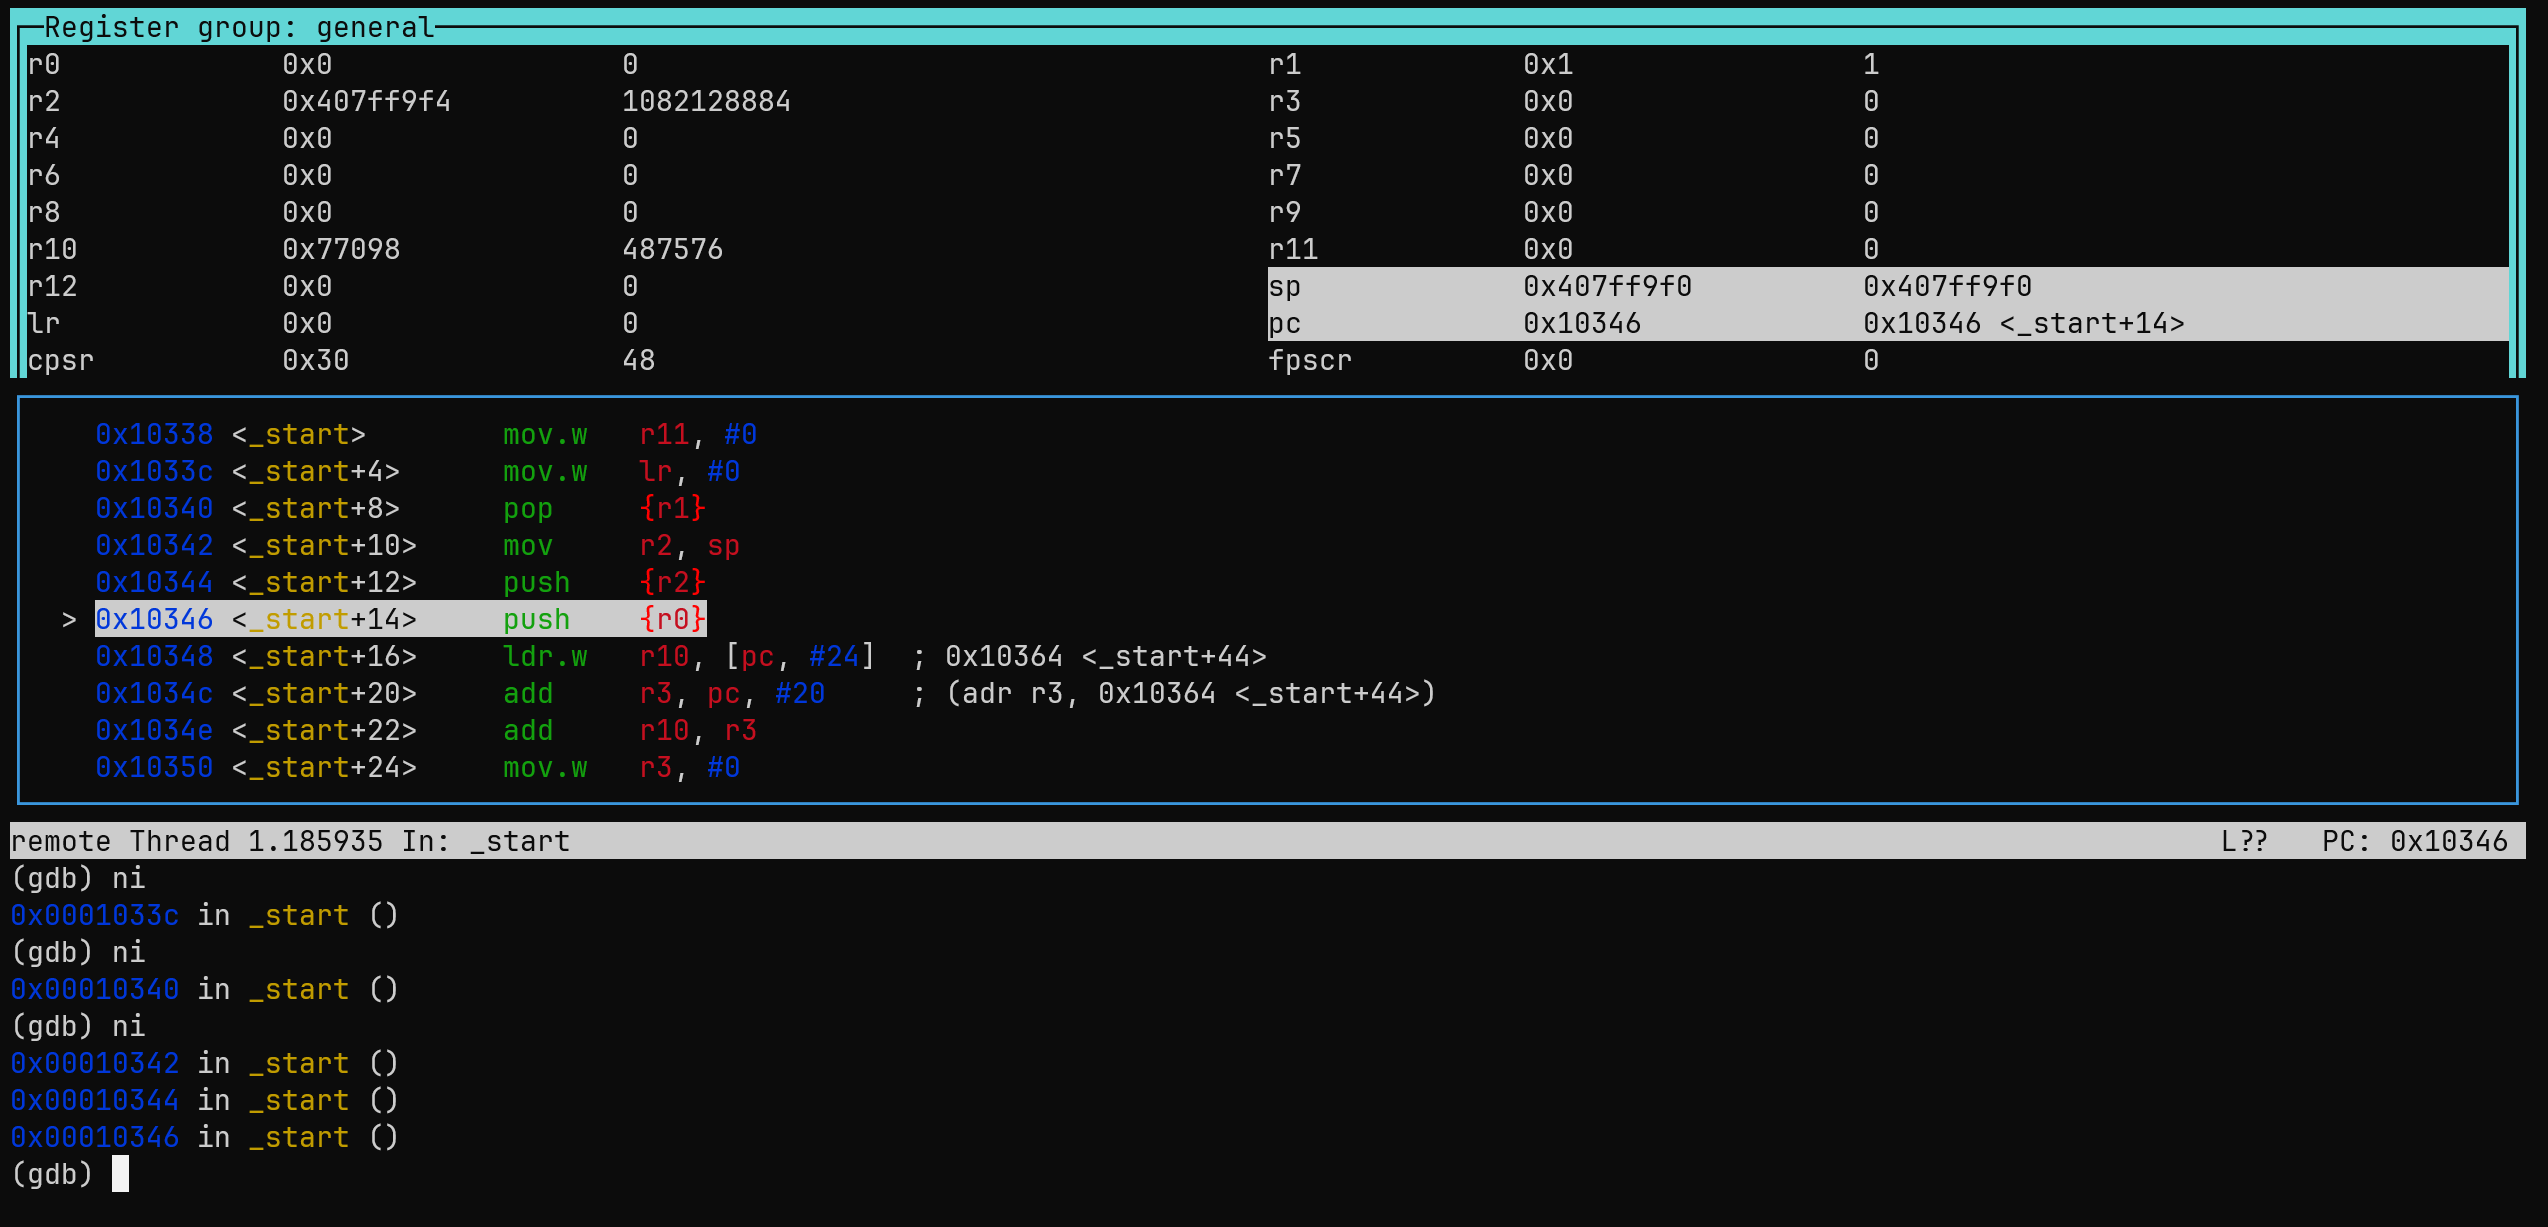 Register group: general
r0 0x0 0 r1 0x1 1
r2 0x407ff9f4 1082128884 r3 0x0 0
r4 0x0 0 r5 0x0 0
r6 0x0 0 r7 0x0 0
r8 0x0 0 r9 0x0 0
r10 0x77098 487576 r11 0x0 0
r12 0x0 0 sp 0x407ff9f0 0x407ff9f0
lr 0x0 0 pc 0x10346 0x10346 <_start+14>
cpsr 0x30 48 fpscr 0x0 0
0x10338 <_start> mov.w r11, #0
0x1033c <_start+4> mov.w lr, #0
0x10340 <_start+8> pop {r1}
0x10342 <_start+10> mov r2, sp
0x10344 <_start+12> push {r2}
> 0x10346 <_start+14> push {r0}
0x10348 <_start+16> ldr.w r10, [pc, #24] ; 0x10364 <_start+44>
0x1034c <_start+20> add r3, pc, #20 ; (adr r3, 0x10364 <_start+44>)
0x1034e <_start+22> add r10, r3
0x10350 <_start+24> mov.w r3, #0
remote Thread 1.185935 In: _start L?? PC: 0x10346
(gdb) ni
0x0001033c in _start ()
(gdb) ni
0x00010340 in _start ()
(gdb) ni
0x00010342 in _start ()
0x00010344 in _start ()
0x00010346 in _start ()
(gdb)